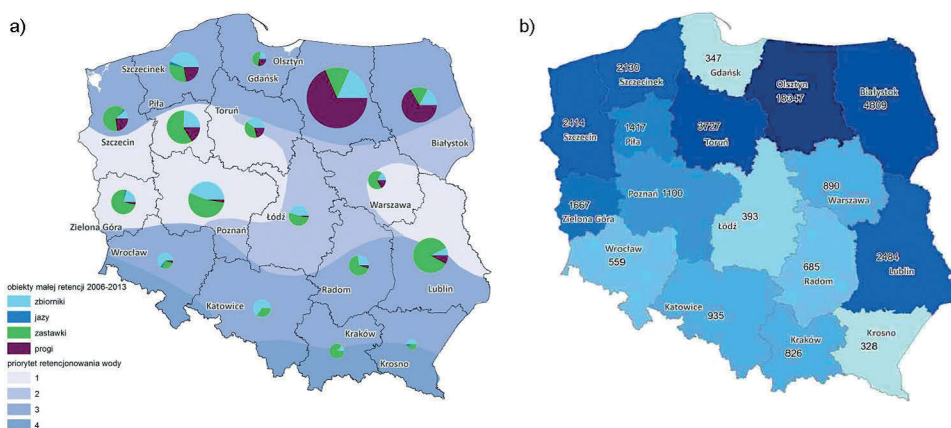 a)
Szczecinek
Gdańsk
Olsztyn
Piła
Toruń
Szczecin
Białystok
Warszawa
Zielona Góra
Poznań
Łódź
Wrocław
Katowice
Radom
Lublin
Kraków
Krosno
obiekty małej retencji 2006-2013
zbiorniki
jazy
zastawki
progi
priorytet retencjonowania wody
1
2
3
4
b)
347
Gdańsk
2130
Szczecinek
Olsztyn
18347
Białystok
4809
2414
Szczecin
1417
Piła
3727
Toruń
Poznań 1100
890
Warszawa
1667
Zielona Góra
393
Łódź
Wrocław
559
685
Radom
2484
Lublin
Katowice
935
Kraków
826
Krosno
328